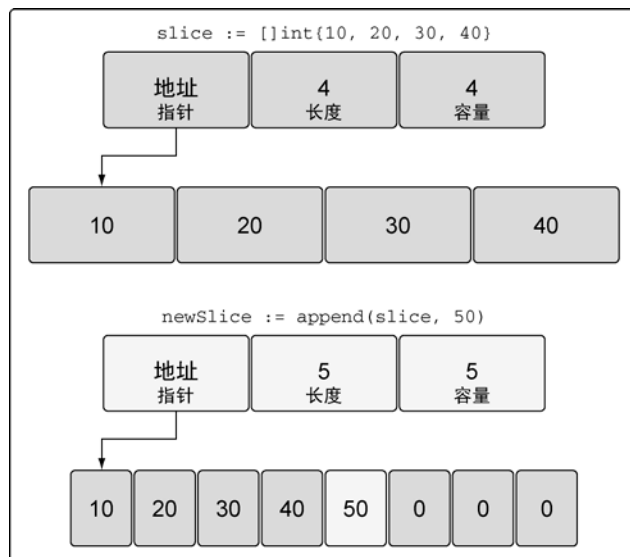 slice := []int{10, 20, 30, 40}
地址 4 4
指针 长度 容量
10 20 30 40
newSlice := append(slice, 50)
地址 5 5
指针 长度 容量
10 20 30 40 50 0 0 0